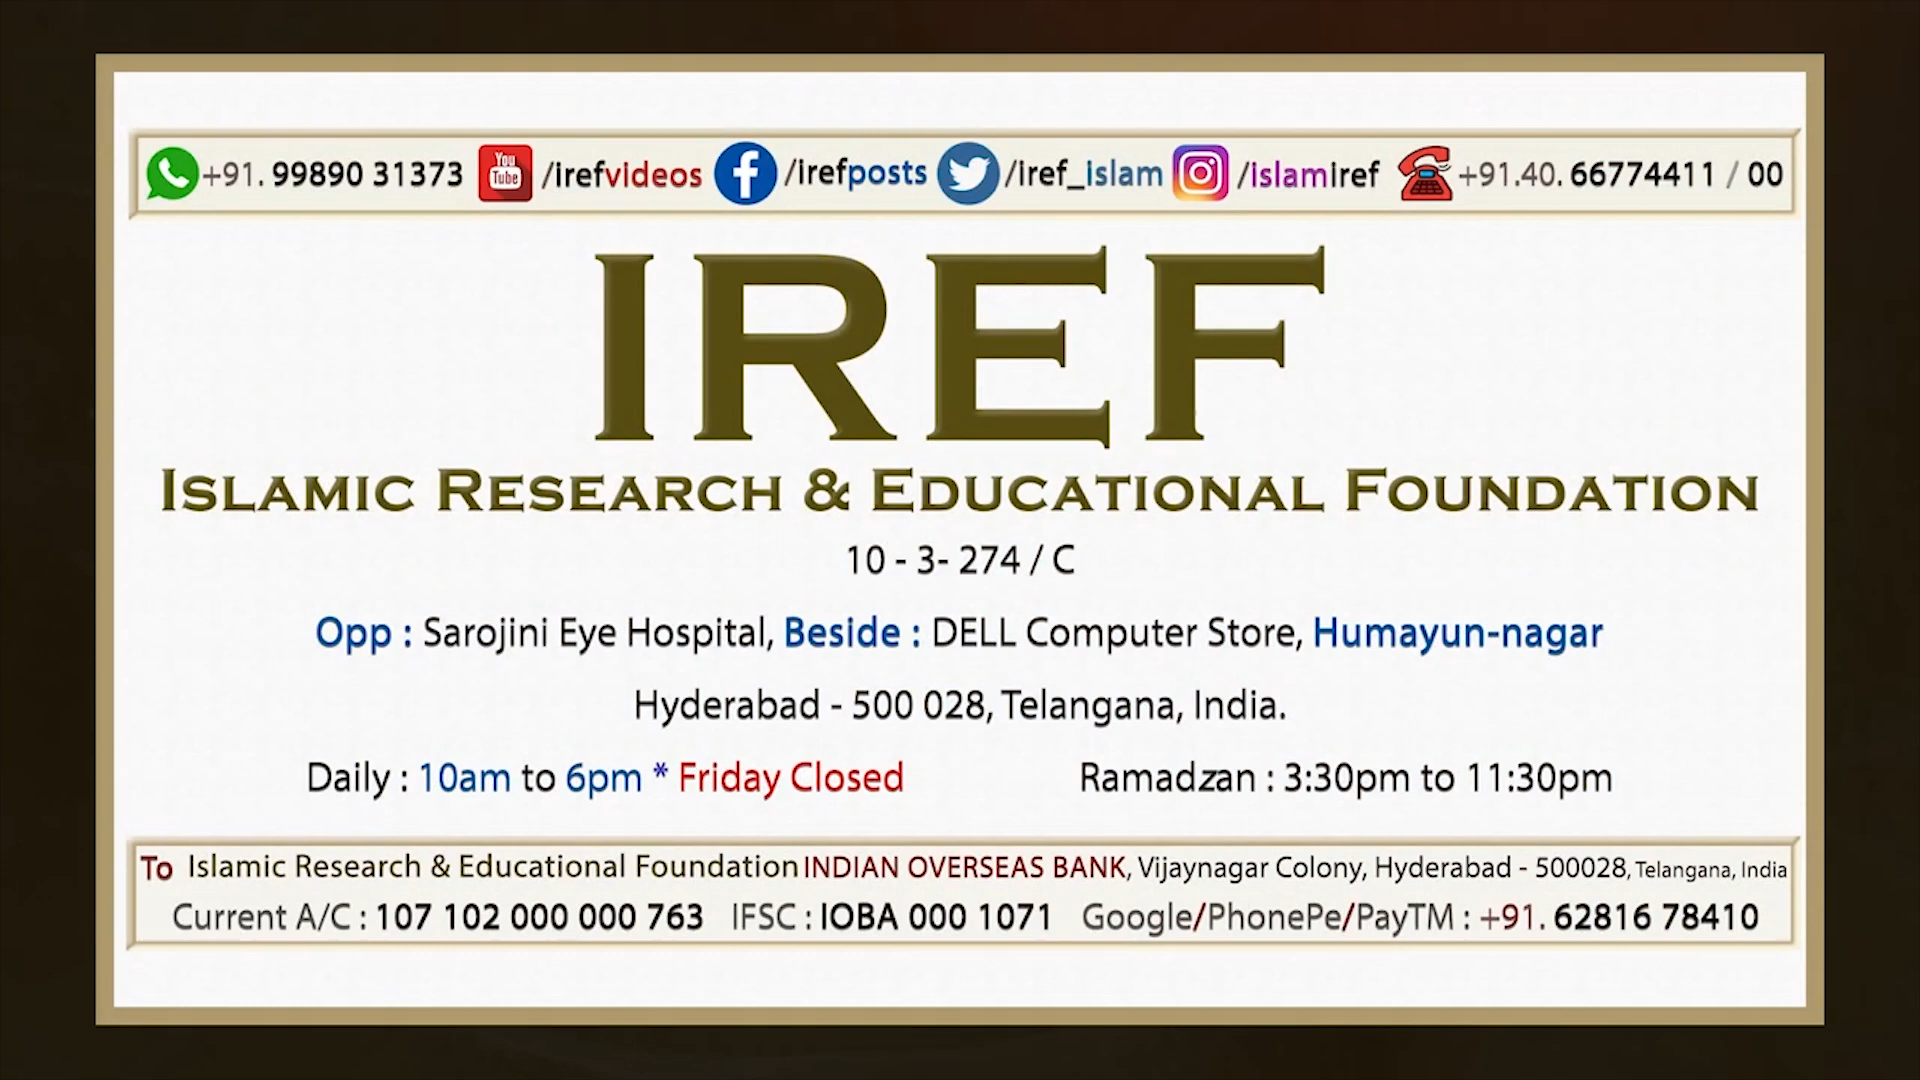 +91. 99890 31373 You Tube /irefvideos f /irefposts /iref_islam /islamiref +91.40. 66774411 / 00
IREF
ISLAMIC RESEARCH & EDUCATIONAL FOUNDATION
10 - 3- 274 / C
Opp : Sarojini Eye Hospital, Beside : DELL Computer Store, Humayun-nagar
Hyderabad - 500 028, Telangana, India.
Daily : 10am to 6pm * Friday Closed Ramadzan : 3:30pm to 11:30pm
To Islamic Research & Educational Foundation INDIAN OVERSEAS BANK, Vijaynagar Colony, Hyderabad - 500028, Telangana, India
Current A/C : 107 102 000 000 763 IFSC : IOBA 000 1071 Google/PhonePe/PayTM : +91. 62816 78410